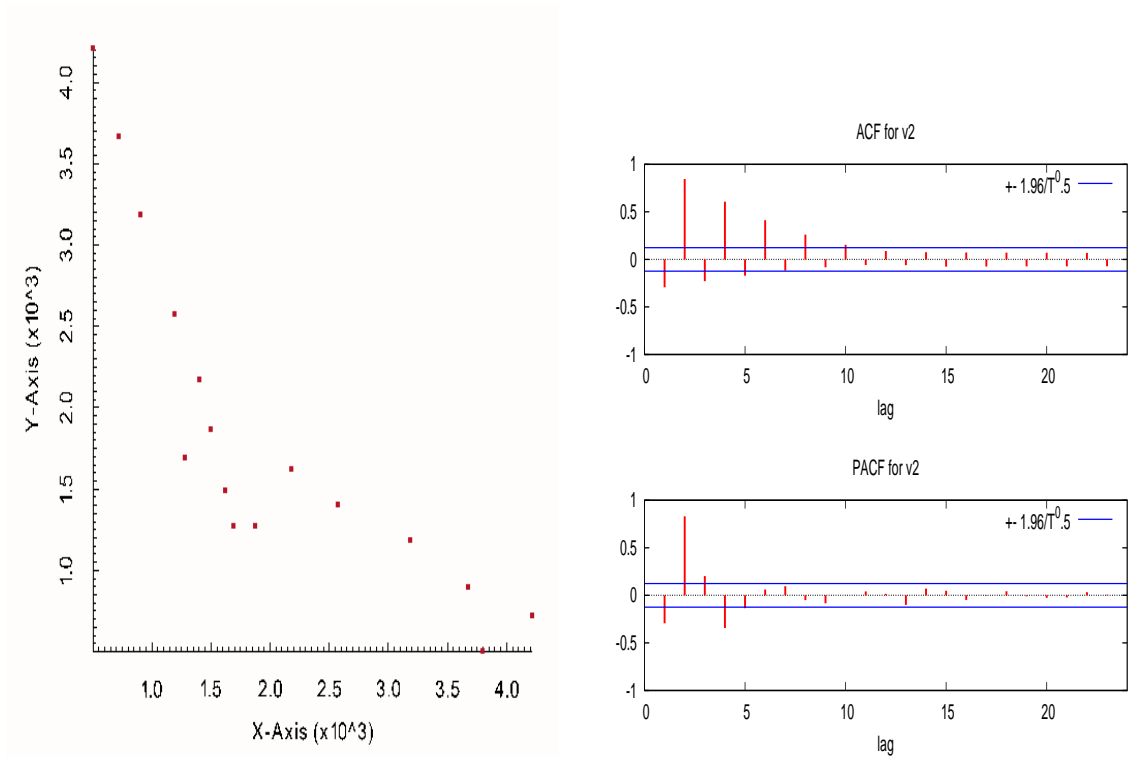 4.0
3.5
3.0
2.5
2.0
1.5
1.0
Y-Axis (x10^3)
1.0 1.5 2.0 2.5 3.0 3.5 4.0
X-Axis (x10^3)
ACF for v2
+- 1.96/T^0.5
1
0.5
0
-0.5
-1
0 5 10 15 20
lag
PACF for v2
+- 1.96/T^0.5
1
0.5
0
-0.5
-1
0 5 10 15 20
lag